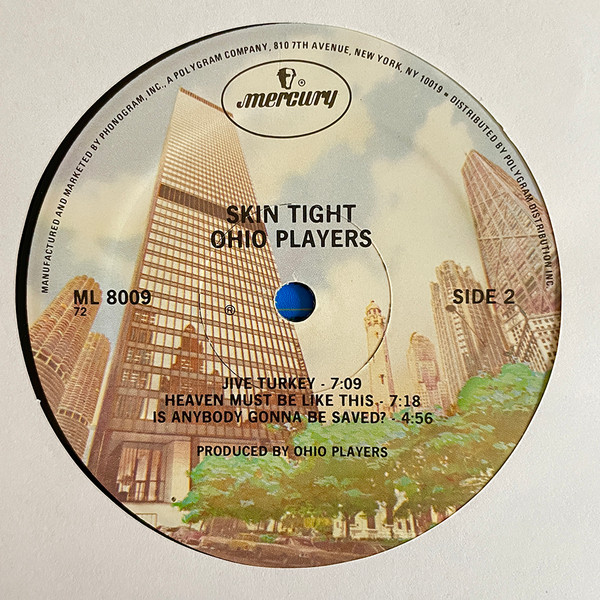 MANUFACTURED AND MARKETED BY PHONOGRAM, INC., A POLYGRAM COMPANY, 810 7TH AVENUE, NEW YORK, NY 10019 • DISTRIBUTED BY POLYGRAM DISTRIBUTION INC.
mercury
SKIN TIGHT
OHIO PLAYERS
ML 8009
72
SIDE 2
℗
JIVE TURKEY - 7:09
HEAVEN MUST BE LIKE THIS - 7:18
IS ANYBODY GONNA BE SAVED? - 4:56
PRODUCED BY OHIO PLAYERS